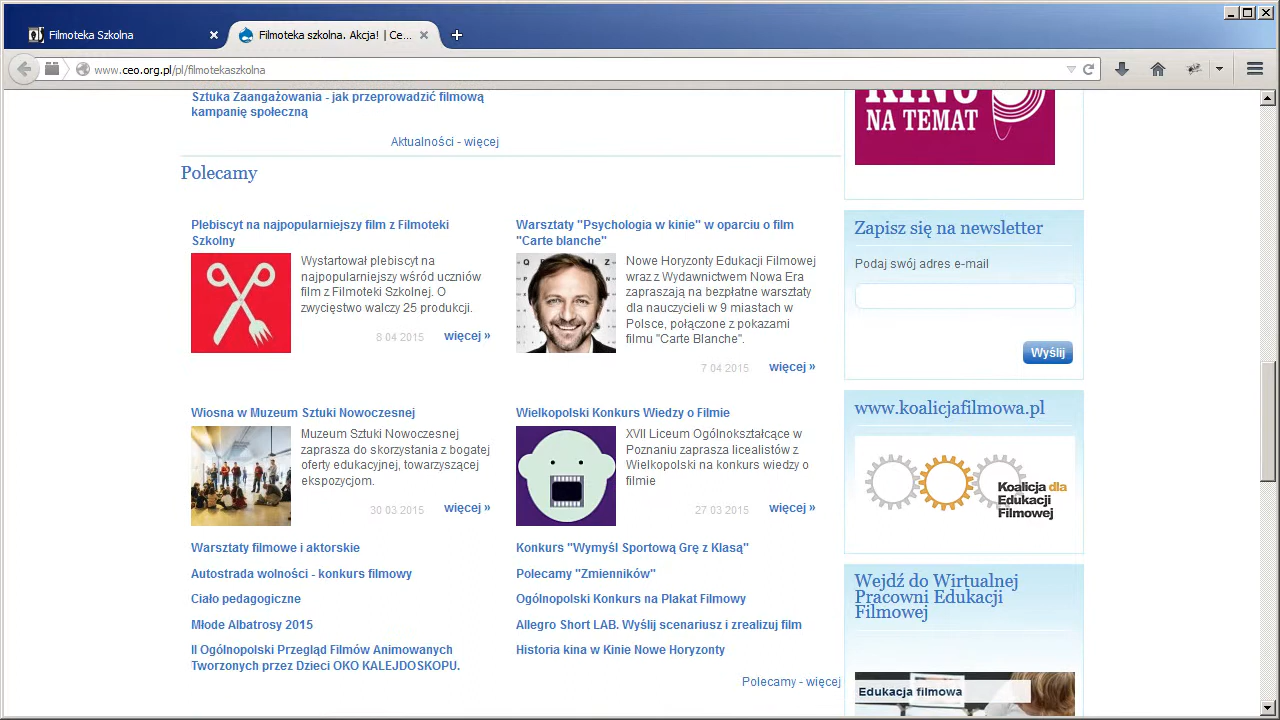 Filmoteka Szkolna
Filmoteka szkolna. Akcja! | Ce...
www.ceo.org.pl/pl/filmotekaszkolna
Sztuka Zaangażowania - jak przeprowadzić filmową
kampanię społeczną
Aktualności - więcej
Polecamy
Plebiscyt na najpopularniejszy film z Filmoteki
Szkolny
Wystartował plebiscyt na
najpopularniejszy wśród uczniów
film z Filmoteki Szkolnej. O
zwycięstwo walczy 25 produkcji.
8 04 2015
więcej »
Warsztaty "Psychologia w kinie" w oparciu o film
"Carte blanche"
Nowe Horyzonty Edukacji Filmowej
wraz z Wydawnictwem Nowa Era
zapraszają na bezpłatne warsztaty
dla nauczycieli w 9 miastach w
Polsce, połączone z pokazami
filmu "Carte Blanche".
7 04 2015
więcej »
Wiosna w Muzeum Sztuki Nowoczesnej
Muzeum Sztuki Nowoczesnej
zaprasza do skorzystania z bogatej
oferty edukacyjnej, towarzyszącej
ekspozycjom.
30 03 2015
więcej »
Wielkopolski Konkurs Wiedzy o Filmie
XVII Liceum Ogólnokształcące w
Poznaniu zaprasza licealistów z
Wielkopolski na konkurs wiedzy o
filmie
27 03 2015
więcej »
Warsztaty filmowe i aktorskie
Autostrada wolności - konkurs filmowy
Ciało pedagogiczne
Młode Albatrosy 2015
II Ogólnopolski Przegląd Filmów Animowanych
Tworzonych przez Dzieci OKO KALEJDOSKOPU.
Konkurs "Wymyśl Sportową Grę z Klasą"
Polecamy "Zmienników"
Ogólnopolski Konkurs na Plakat Filmowy
Allegro Short LAB. Wyślij scenariusz i zrealizuj film
Historia kina w Kinie Nowe Horyzonty
Polecamy - więcej
KINO
NA TEMAT
Zapisz się na newsletter
Podaj swój adres e-mail
Wyślij
www.koalicjafilmowa.pl
Koalicja dla
Edukacji
Filmowej
Wejdź do Wirtualnej
Pracowni Edukacji
Filmowej
Edukacja filmowa